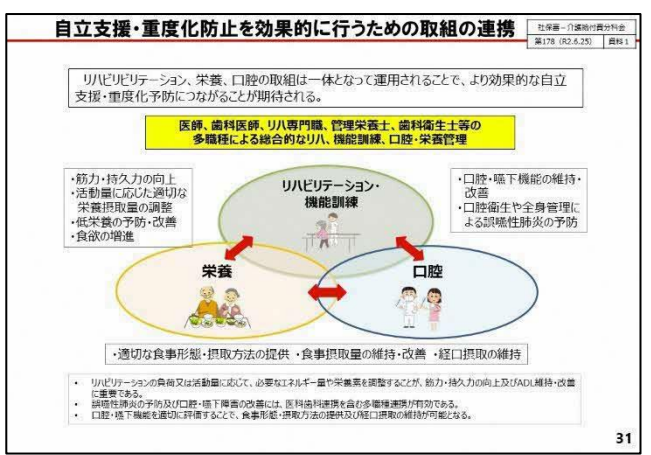 自立支援・重度化防止を効果的に行うための取組の連携
社保審－介護給付費分科会
第178（R2.6.25） 資料1
リハビリビリテーション、栄養、口腔の取組は一体となって運用されることで、より効果的な自立
支援・重度化予防につながることが期待される。
医師、歯科医師、リハ専門職、管理栄養士、歯科衛生士等の
多職種による総合的なリハ、機能訓練、口腔・栄養管理
・筋力・持久力の向上
・活動量に応じた適切な
栄養摂取量の調整
・低栄養の予防・改善
・食欲の増進
リハビリテーション・
機能訓練
・口腔・嚥下機能の維持・
改善
・口腔衛生や全身管理に
よる誤嚥性肺炎の予防
栄養
口腔
・適切な食事形態・摂取方法の提供 ・食事摂取量の維持・改善 ・経口摂取の維持
• リハビリテーションの負荷又は活動量に応じて、必要なエネルギー量や栄養素を調整することが、筋力・持久力の向上及びADL維持・改善
に重要である。
• 誤嚥性肺炎の予防及び口腔・嚥下障害の改善には、医科歯科連携を含む多職種連携が有効である。
• 口腔・嚥下機能を適切に評価することで、食事形態・摂取方法の提供及び経口摂取の維持が可能となる。
31